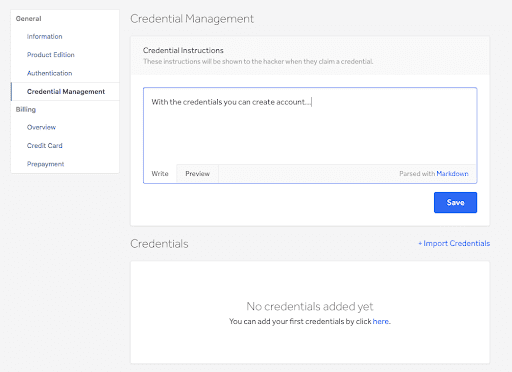 General
Information
Product Edition
Authentication
Credential Management
Billing
Overview
Credit Card
Prepayment
Credential Management
Credential Instructions
These instructions will be shown to the hacker when they claim a credential.
With the credentials you can create account...
Write
Preview
Parsed with Markdown
Save
Credentials
+ Import Credentials
No credentials added yet
You can add your first credentials by click here.